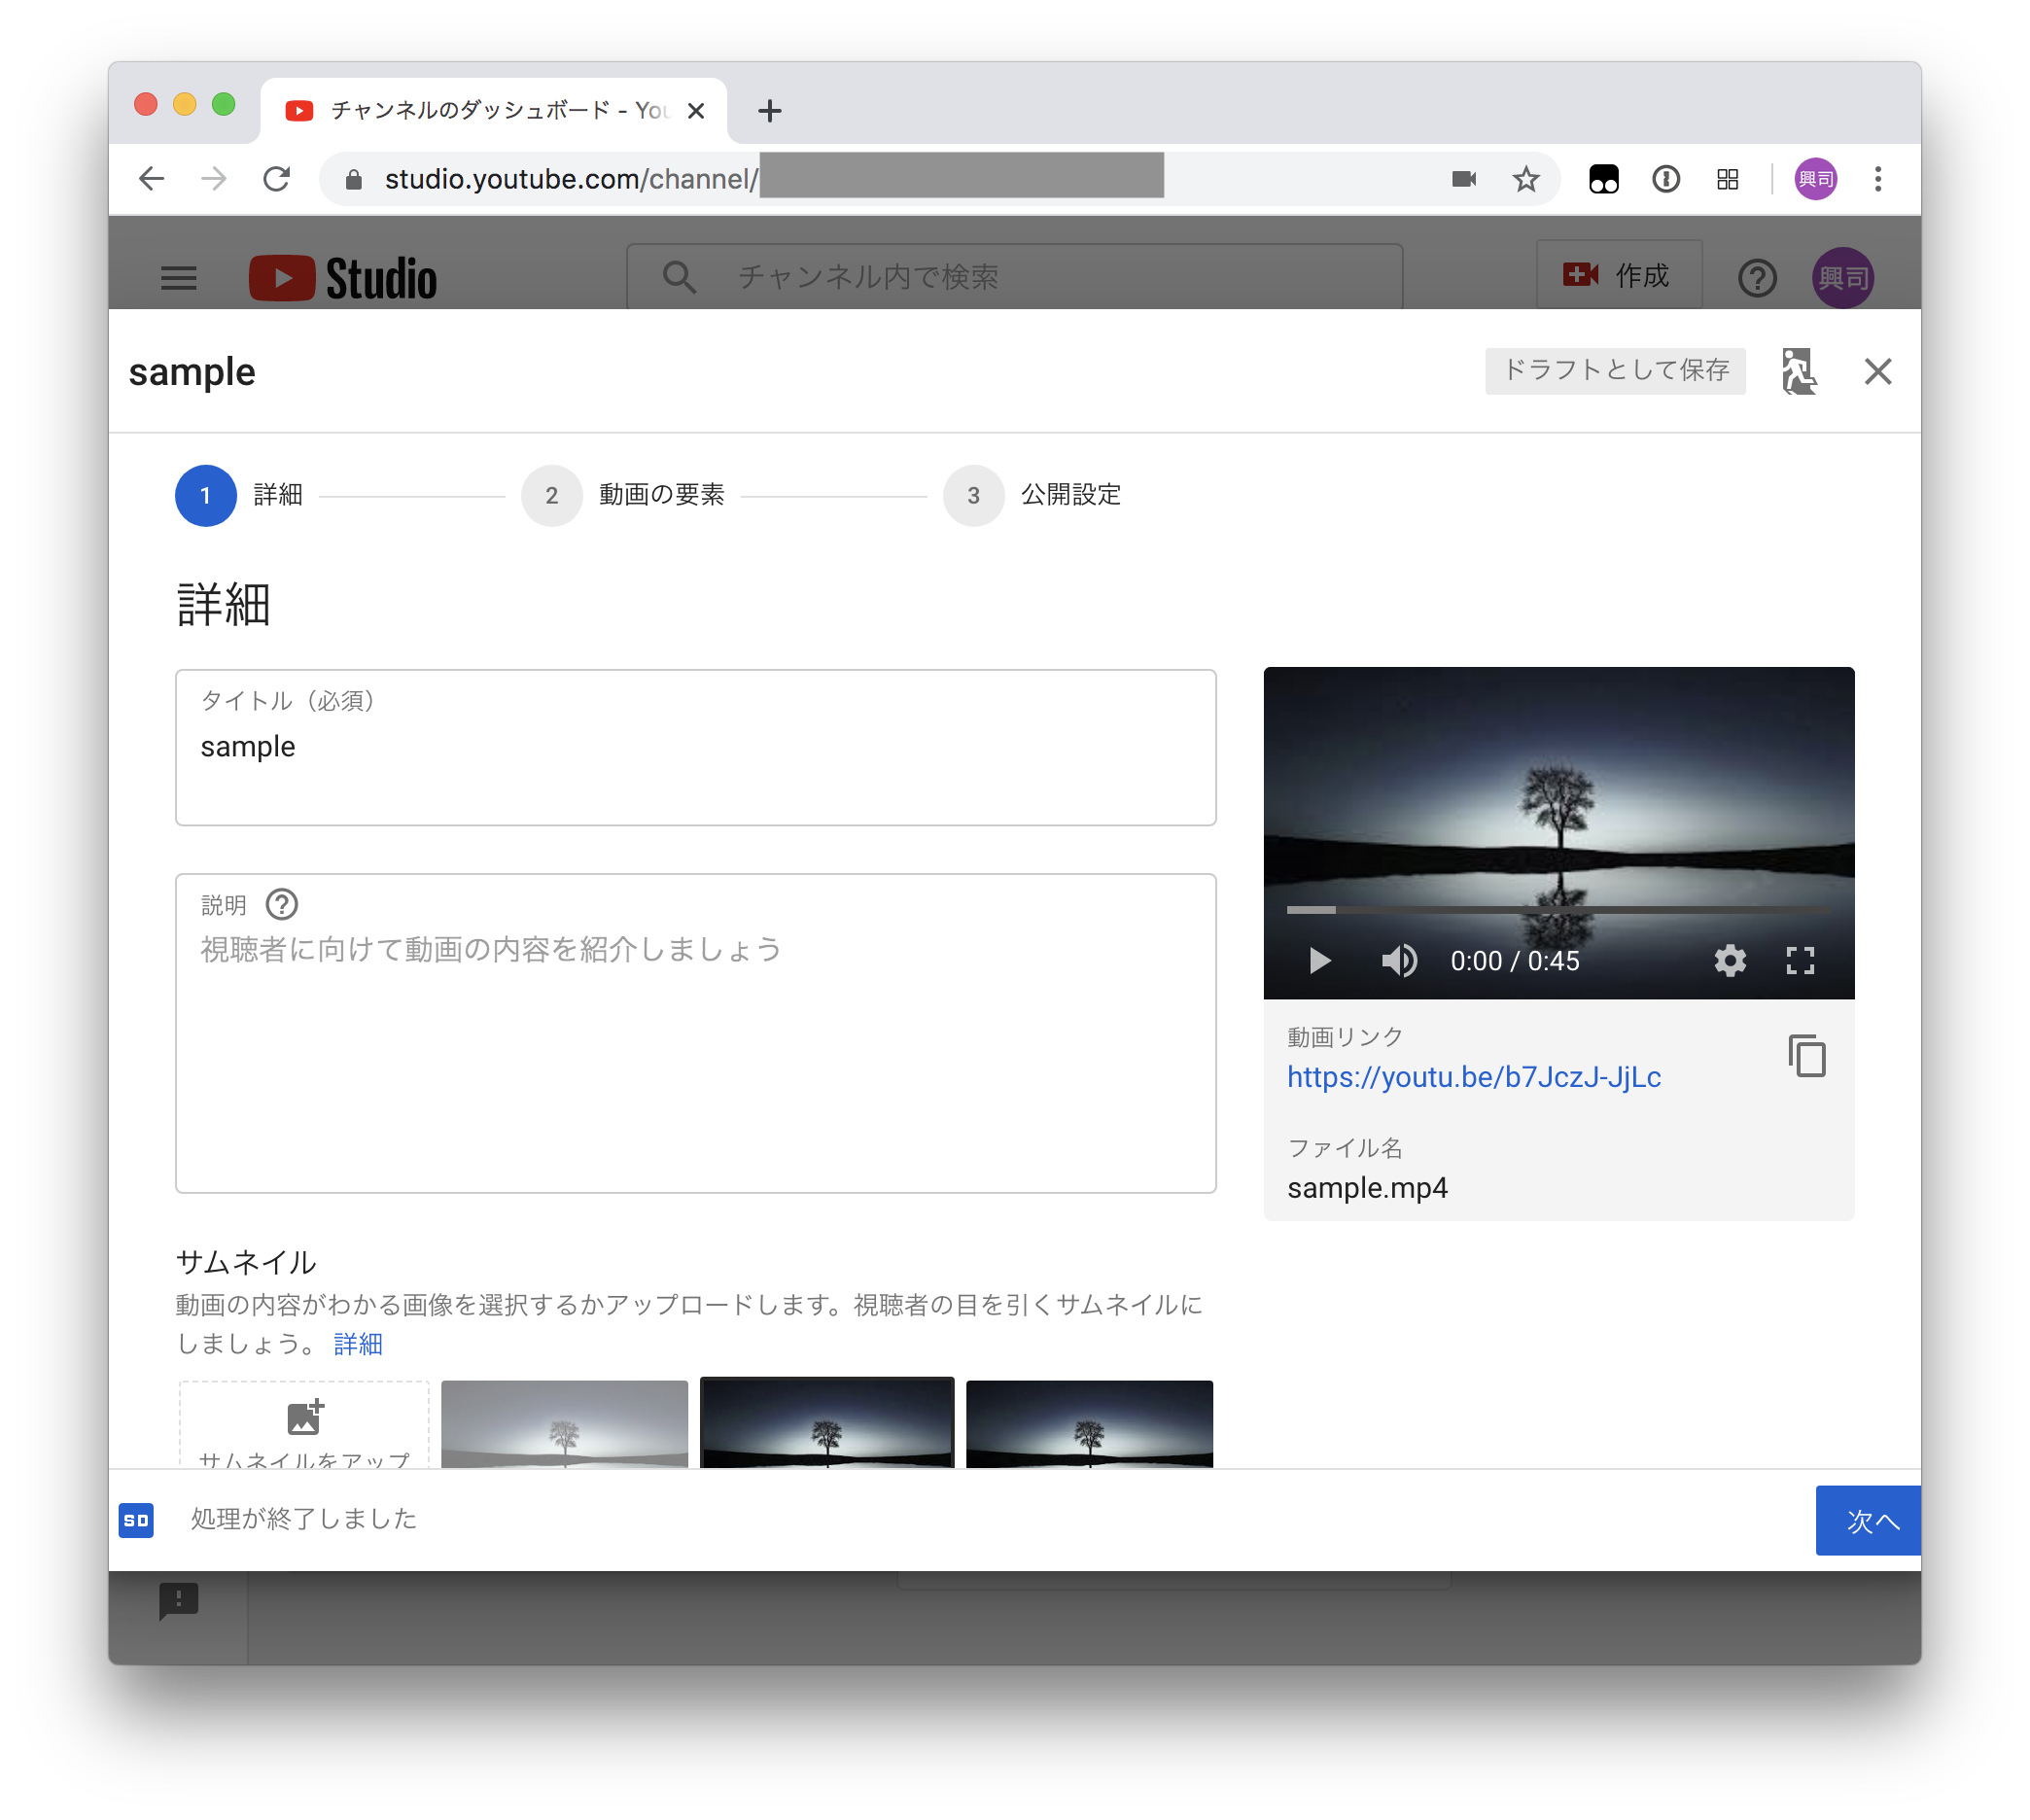 チャンネルのダッシュボード - You
studio.youtube.com/channel/
興司
Studio
チャンネル内で検索
作成
興司
sample
ドラフトとして保存
1 詳細
2 動画の要素
3 公開設定
詳細
タイトル（必須）
sample
説明
視聴者に向けて動画の内容を紹介しましょう
0:00 / 0:45
動画リンク
https://youtu.be/b7JczJ-JjLc
ファイル名
sample.mp4
サムネイル
動画の内容がわかる画像を選択するかアップロードします。視聴者の目を引くサムネイルに
しましょう。 詳細
サムネイルをアップ
SD
処理が終了しました
次へ